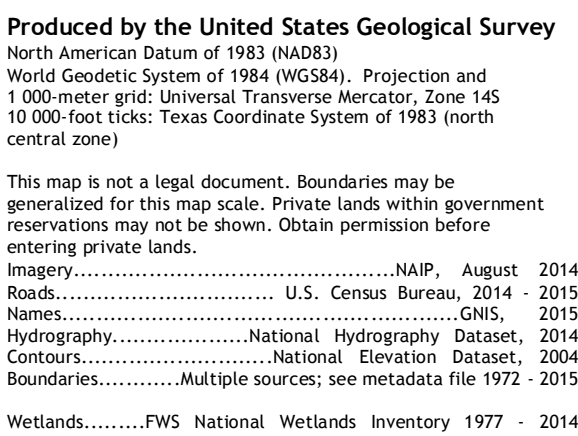 Produced by the United States Geological Survey
North American Datum of 1983 (NAD83)
World Geodetic System of 1984 (WGS84). Projection and
1 000-meter grid: Universal Transverse Mercator, Zone 14S
10 000-foot ticks: Texas Coordinate System of 1983 (north
central zone)
This map is not a legal document. Boundaries may be
generalized for this map scale. Private lands within government
reservations may not be shown. Obtain permission before
entering private lands.
Imagery.............................................NAIP, August 2014
Roads.............................. U.S. Census Bureau, 2014 - 2015
Names...................................................GNIS, 2015
Hydrography...................National Hydrography Dataset, 2014
Contours..........................National Elevation Dataset, 2004
Boundaries...........Multiple sources; see metadata file 1972 - 2015
Wetlands.........FWS National Wetlands Inventory 1977 - 2014